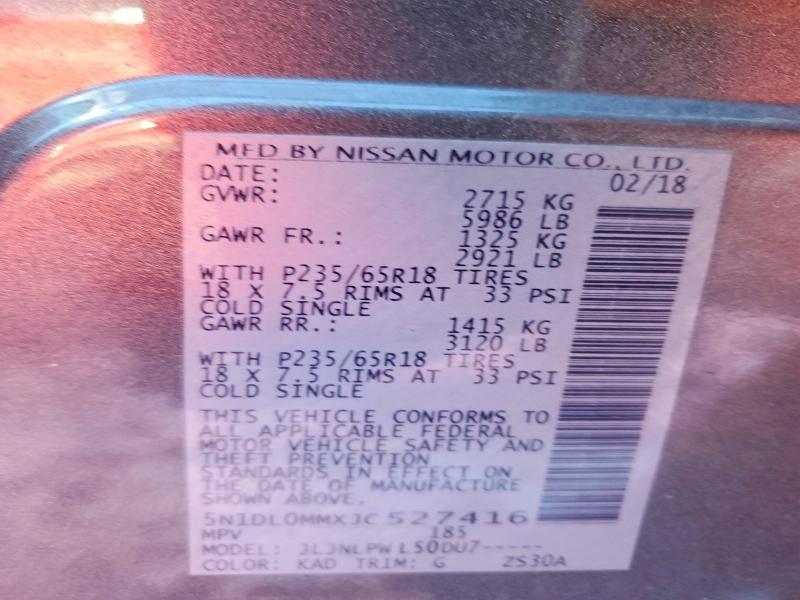 MFD BY NISSAN MOTOR CO., LTD.
DATE: 02/18
GVWR: 2715 KG
5986 LB
GAWR FR.: 1325 KG
2921 LB
WITH P235/65R18 TIRES
18 X 7.5 RIMS AT 33 PSI
COLD SINGLE
GAWR RR.: 1415 KG
3120 LB
WITH P235/65R18 TIRES
18 X 7.5 RIMS AT 33 PSI
COLD SINGLE
THIS VEHICLE CONFORMS TO
ALL APPLICABLE FEDERAL
MOTOR VEHICLE SAFETY AND
THEFT PREVENTION
STANDARDS IN EFFECT ON
THE DATE OF MANUFACTURE
SHOWN ABOVE.
5N1DL0MMXJC527416
MPV 185
MODEL: JLJNLPW L50DU7-----
COLOR: KAD TRIM: G ZS30A